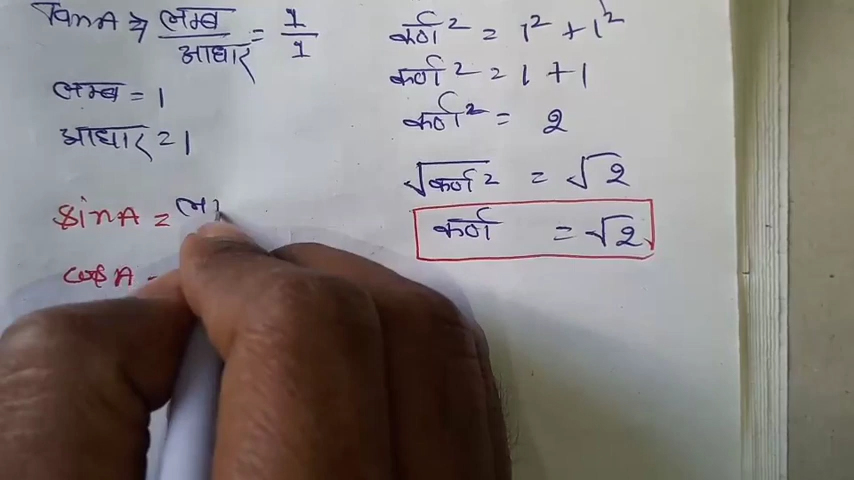 TanA ⇒ लम्ब/आधार = 1/1
लम्ब = 1
आधार = 1
sinA = ल
cosA =
कर्ण² = 1² + 1²
कर्ण² = 1 + 1
कर्ण² = 2
√कर्ण² = √2
कर्ण = √2